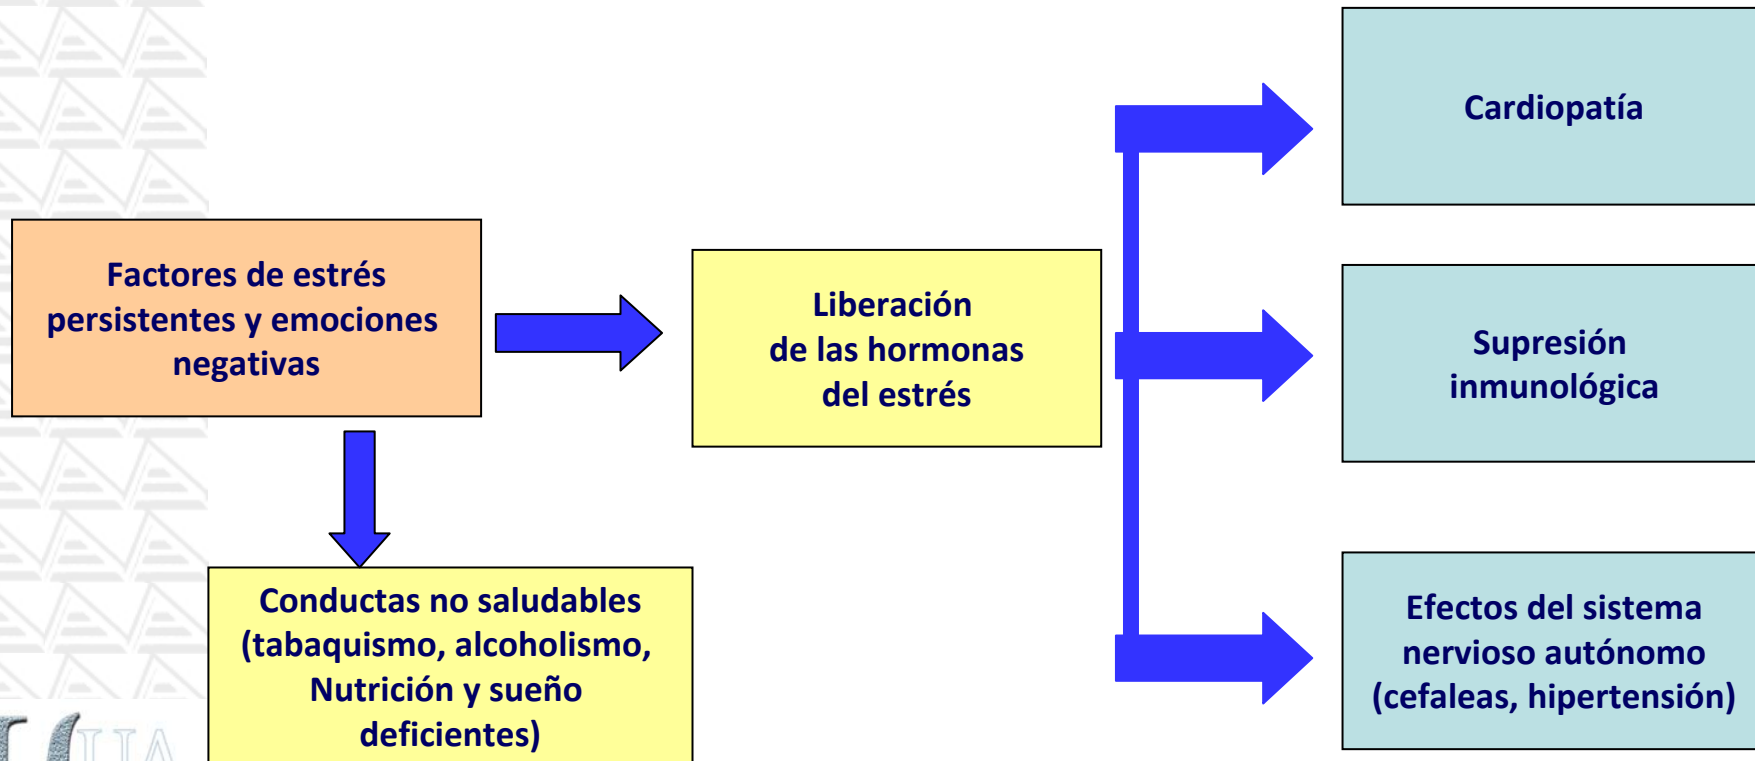 Cardiopatía
Factores de estrés
persistentes y emociones
negativas
Liberación
de las hormonas
del estrés
Supresión
inmunológica
Conductas no saludables
(tabaquismo, alcoholismo,
Nutrición y sueño
deficientes)
Efectos del sistema
nervioso autónomo
(cefaleas, hipertensión)